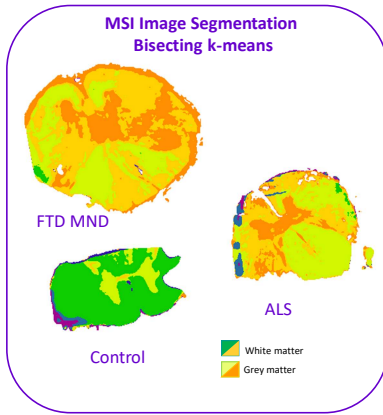 MSI Image Segmentation
Bisecting k-means
FTD MND
ALS
Control
White matter
Grey matter